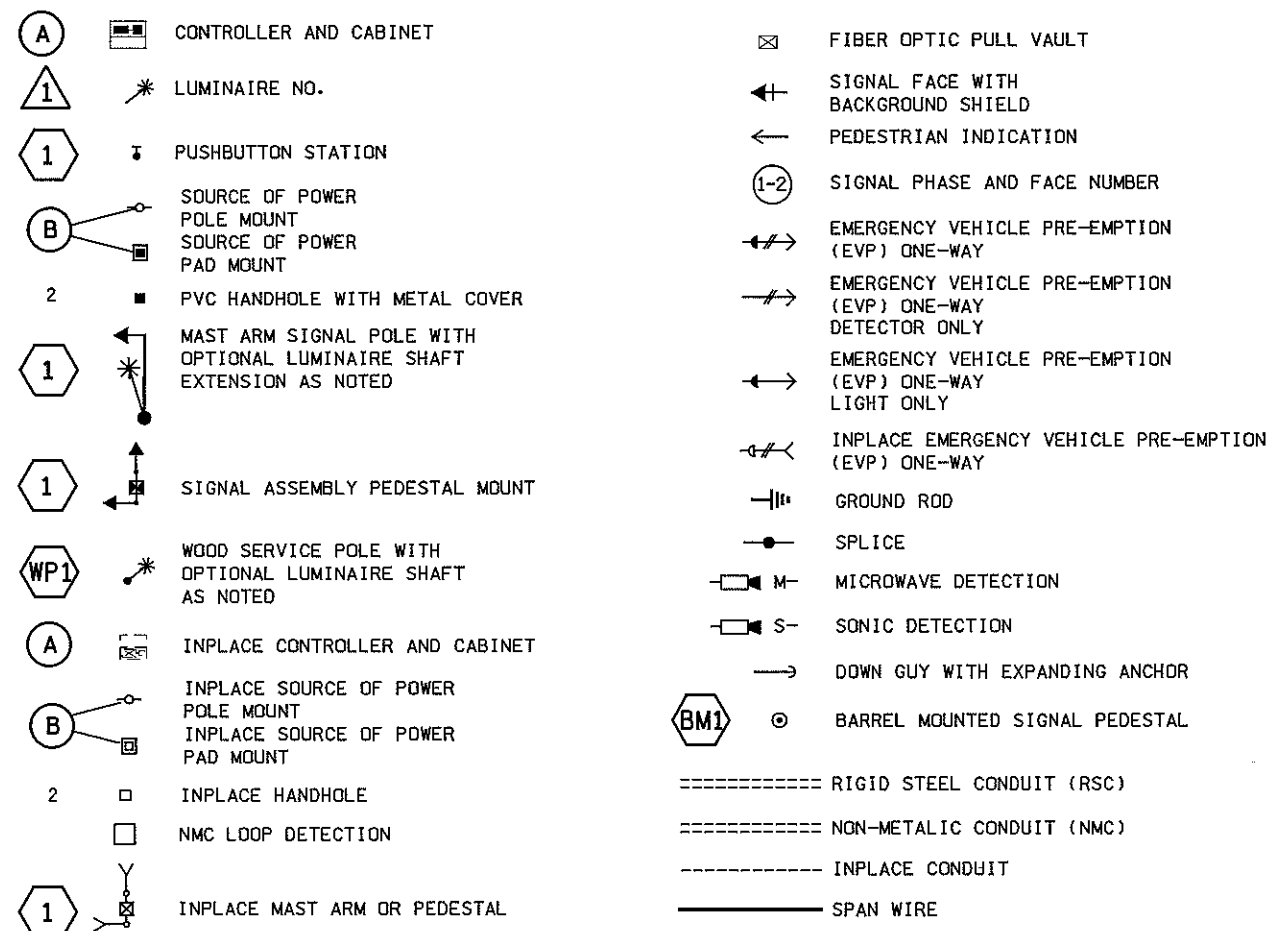 A CONTROLLER AND CABINET
1 LUMINAIRE NO.
1 PUSHBUTTON STATION
B SOURCE OF POWER
POLE MOUNT
SOURCE OF POWER
PAD MOUNT
2 PVC HANDHOLE WITH METAL COVER
1 MAST ARM SIGNAL POLE WITH
OPTIONAL LUMINAIRE SHAFT
EXTENSION AS NOTED
1 SIGNAL ASSEMBLY PEDESTAL MOUNT
WP1 WOOD SERVICE POLE WITH
OPTIONAL LUMINAIRE SHAFT
AS NOTED
A INPLACE CONTROLLER AND CABINET
B INPLACE SOURCE OF POWER
POLE MOUNT
INPLACE SOURCE OF POWER
PAD MOUNT
2 INPLACE HANDHOLE
NMC LOOP DETECTION
1 INPLACE MAST ARM OR PEDESTAL
FIBER OPTIC PULL VAULT
SIGNAL FACE WITH
BACKGROUND SHIELD
PEDESTRIAN INDICATION
1-2 SIGNAL PHASE AND FACE NUMBER
EMERGENCY VEHICLE PRE-EMPTION
(EVP) ONE-WAY
EMERGENCY VEHICLE PRE-EMPTION
(EVP) ONE-WAY
DETECTOR ONLY
EMERGENCY VEHICLE PRE-EMPTION
(EVP) ONE-WAY
LIGHT ONLY
INPLACE EMERGENCY VEHICLE PRE-EMPTION
(EVP) ONE-WAY
GROUND ROD
SPLICE
M MICROWAVE DETECTION
S SONIC DETECTION
DOWN GUY WITH EXPANDING ANCHOR
BM1 BARREL MOUNTED SIGNAL PEDESTAL
RIGID STEEL CONDUIT (RSC)
NON-METALIC CONDUIT (NMC)
INPLACE CONDUIT
SPAN WIRE